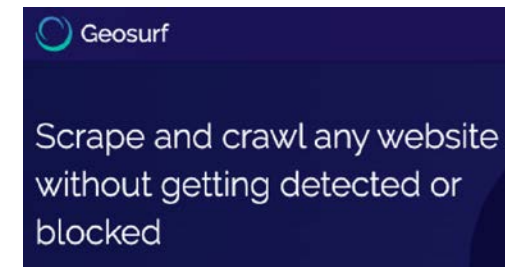 Geosurf
Scrape and crawl any website
without getting detected or
blocked